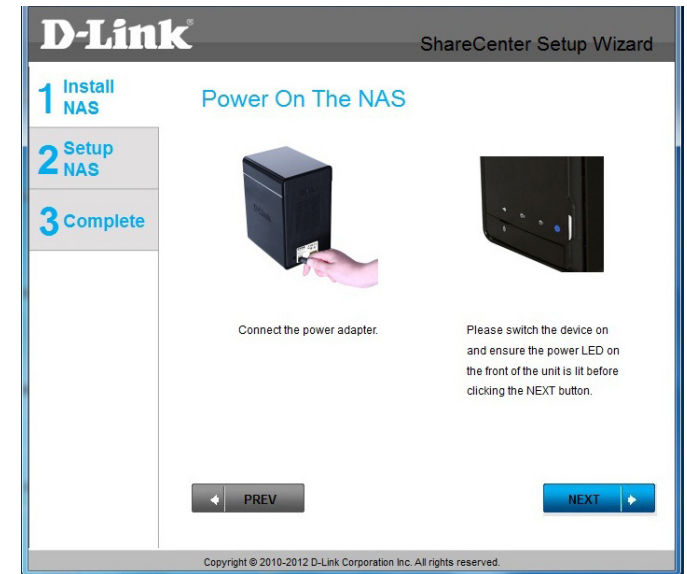 D-Link®
ShareCenter Setup Wizard
1 Install
NAS
2 Setup
NAS
3 Complete
Power On The NAS
Connect the power adapter.
Please switch the device on
and ensure the power LED on
the front of the unit is lit before
clicking the NEXT button.
PREV
NEXT
Copyright © 2010-2012 D-Link Corporation Inc. All rights reserved.